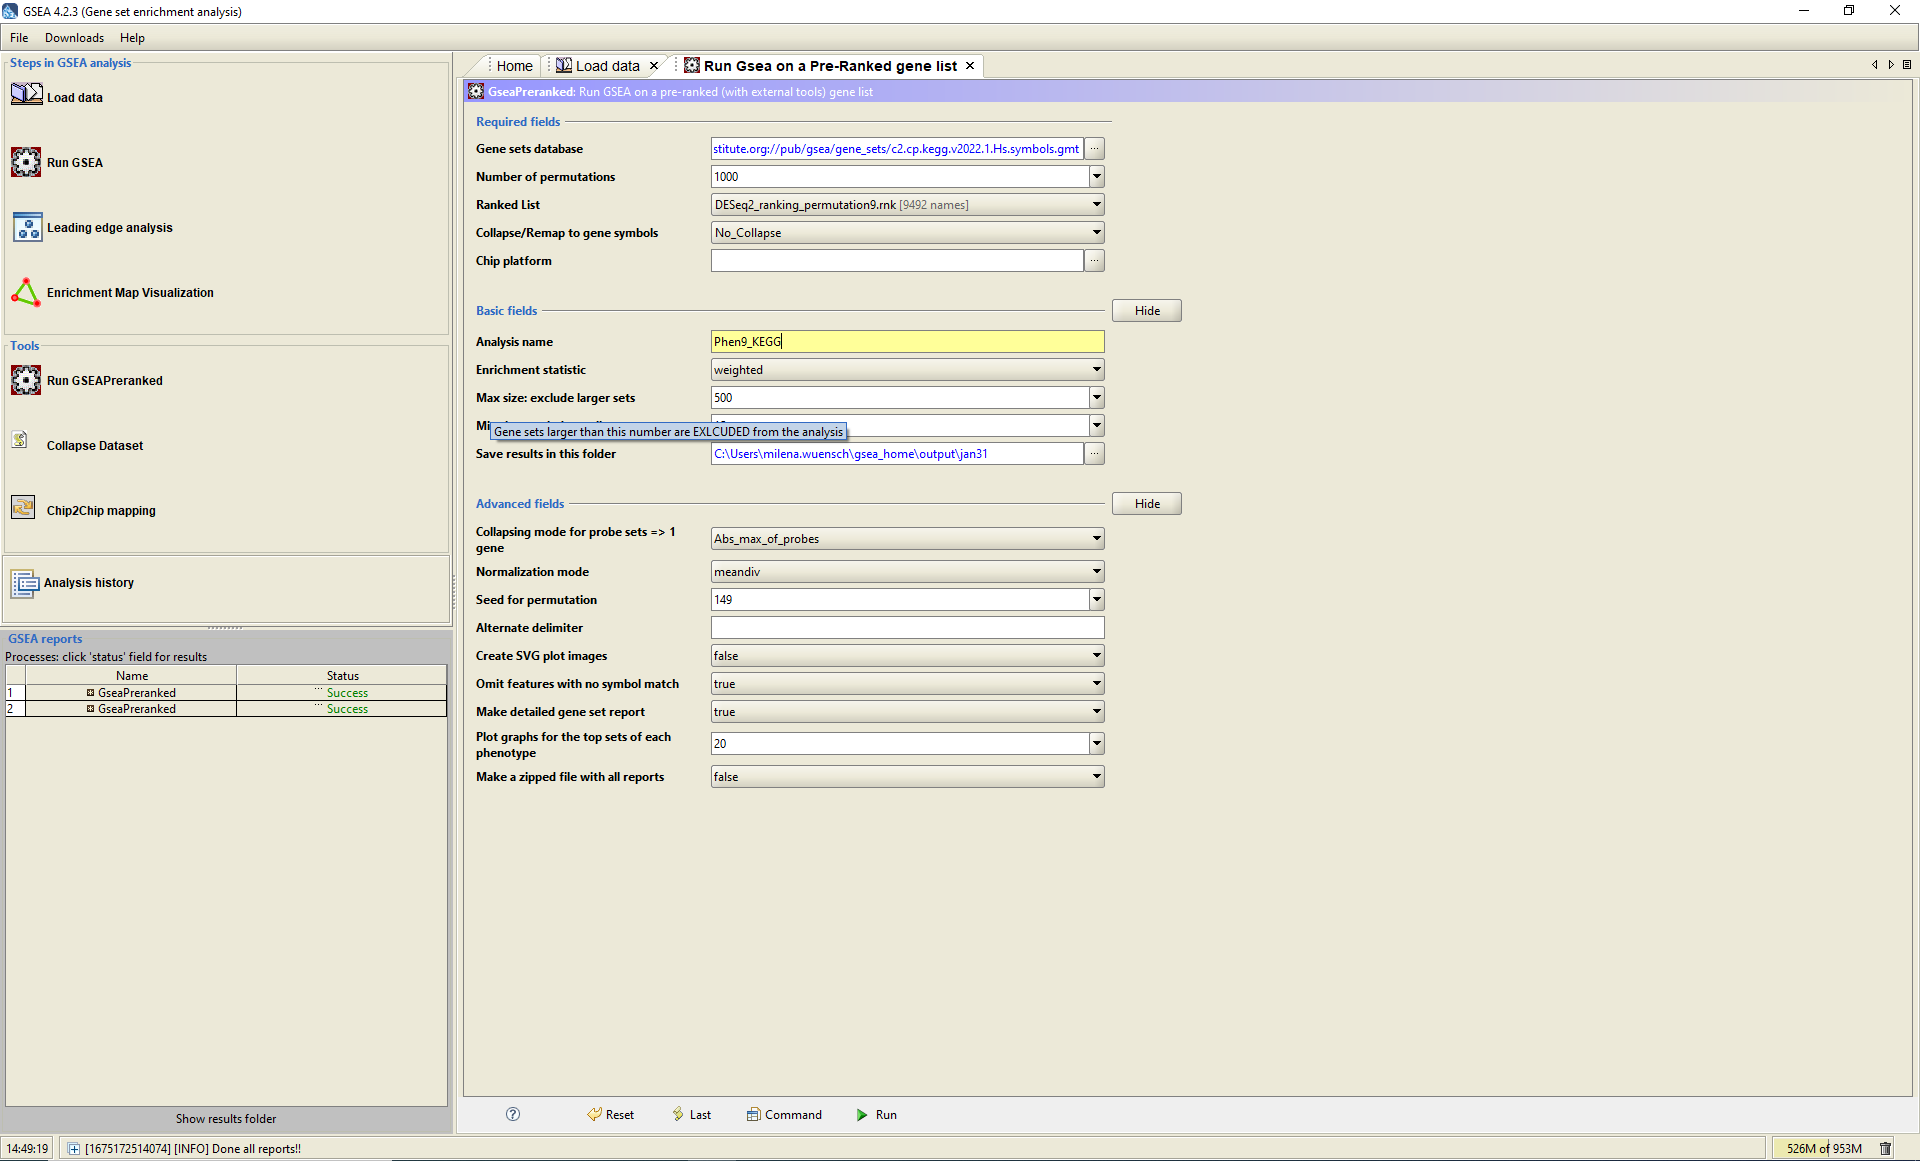 GSEA 4.2.3 (Gene set enrichment analysis)
File Downloads Help
Steps in GSEA analysis
Load data
Run GSEA
Leading edge analysis
Enrichment Map Visualization
Tools
Run GSEAPreranked
Collapse Dataset
Chip2Chip mapping
Analysis history
GSEA reports
Processes: click 'status' field for results
Name Status
1 GseaPreranked Success
2 GseaPreranked Success
Show results folder
Home Load data Run Gsea on a Pre-Ranked gene list
GseaPreranked: Run GSEA on a pre-ranked (with external tools) gene list
Required fields
Gene sets database stitute.org://pub/gsea/gene_sets/c2.cp.kegg.v2022.1.Hs.symbols.gmt ...
Number of permutations 1000
Ranked List DESeq2_ranking_permutation9.rnk [9492 names]
Collapse/Remap to gene symbols No_Collapse
Chip platform ...
Basic fields Hide
Analysis name Phen9_KEGG
Enrichment statistic weighted
Max size: exclude larger sets 500
Gene sets larger than this number are EXLCUDED from the analysis
Save results in this folder C:\Users\milena.wuensch\gsea_home\output\jan31 ...
Advanced fields Hide
Collapsing mode for probe sets => 1
gene Abs_max_of_probes
Normalization mode meandiv
Seed for permutation 149
Alternate delimiter
Create SVG plot images false
Omit features with no symbol match true
Make detailed gene set report true
Plot graphs for the top sets of each
phenotype 20
Make a zipped file with all reports false
? Reset Last Command Run
14:49:19 [1675172514074] [INFO] Done all reports!! 526M of 953M